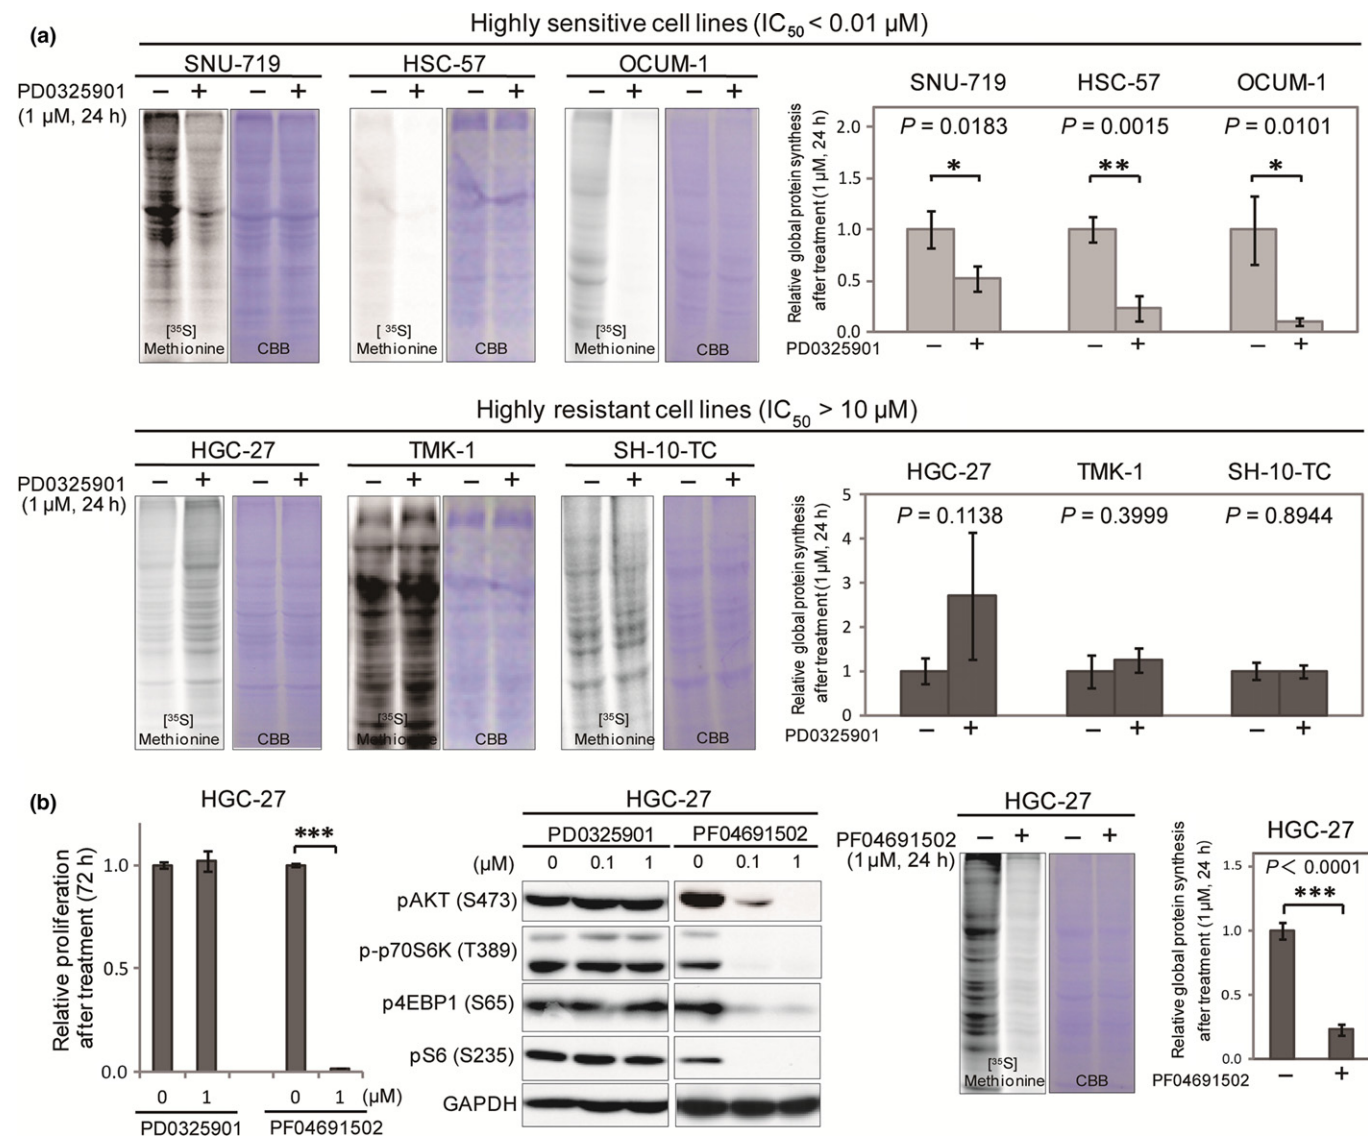 (a)
Highly sensitive cell lines (IC50 < 0.01 µM)
SNU-719 HSC-57 OCUM-1
PD0325901 – + – + – + – + – + – +
(1 µM, 24 h)
[35S]
Methionine CBB
[35S]
Methionine CBB
[35S]
Methionine CBB
Relative global protein synthesis
after treatment (1 µM, 24 h)
SNU-719 HSC-57 OCUM-1
2.0
1.5
1.0
0.5
0.0
P = 0.0183 P = 0.0015 P = 0.0101
* ** *
PD0325901 – + – + – +
Highly resistant cell lines (IC50 > 10 µM)
HGC-27 TMK-1 SH-10-TC
PD0325901 – + – + – + – + – + – +
(1 µM, 24 h)
[35S]
Methionine CBB
[35S]
Methionine CBB
[35S]
Methionine CBB
Relative global protein synthesis
after treatment (1 µM, 24 h)
HGC-27 TMK-1 SH-10-TC
5
4
3
2
1
0
P = 0.1138 P = 0.3999 P = 0.8944
PD0325901 – + – + – +
(b)
HGC-27
Relative proliferation
after treatment (72 h)
1.0
0.5
0.0
***
0 1 0 1 (µM)
PD0325901 PF04691502
HGC-27
PD0325901 PF04691502
(µM) 0 0.1 1 0 0.1 1
pAKT (S473)
p-p70S6K (T389)
p4EBP1 (S65)
pS6 (S235)
GAPDH
HGC-27
PF04691502 – + – +
(1µM, 24 h)
[35S]
Methionine CBB
Relative global protein synthesis
after treatment (1 µM, 24 h)
HGC-27
1.5
1.0
0.5
0.0
P < 0.0001
***
PF04691502 – +